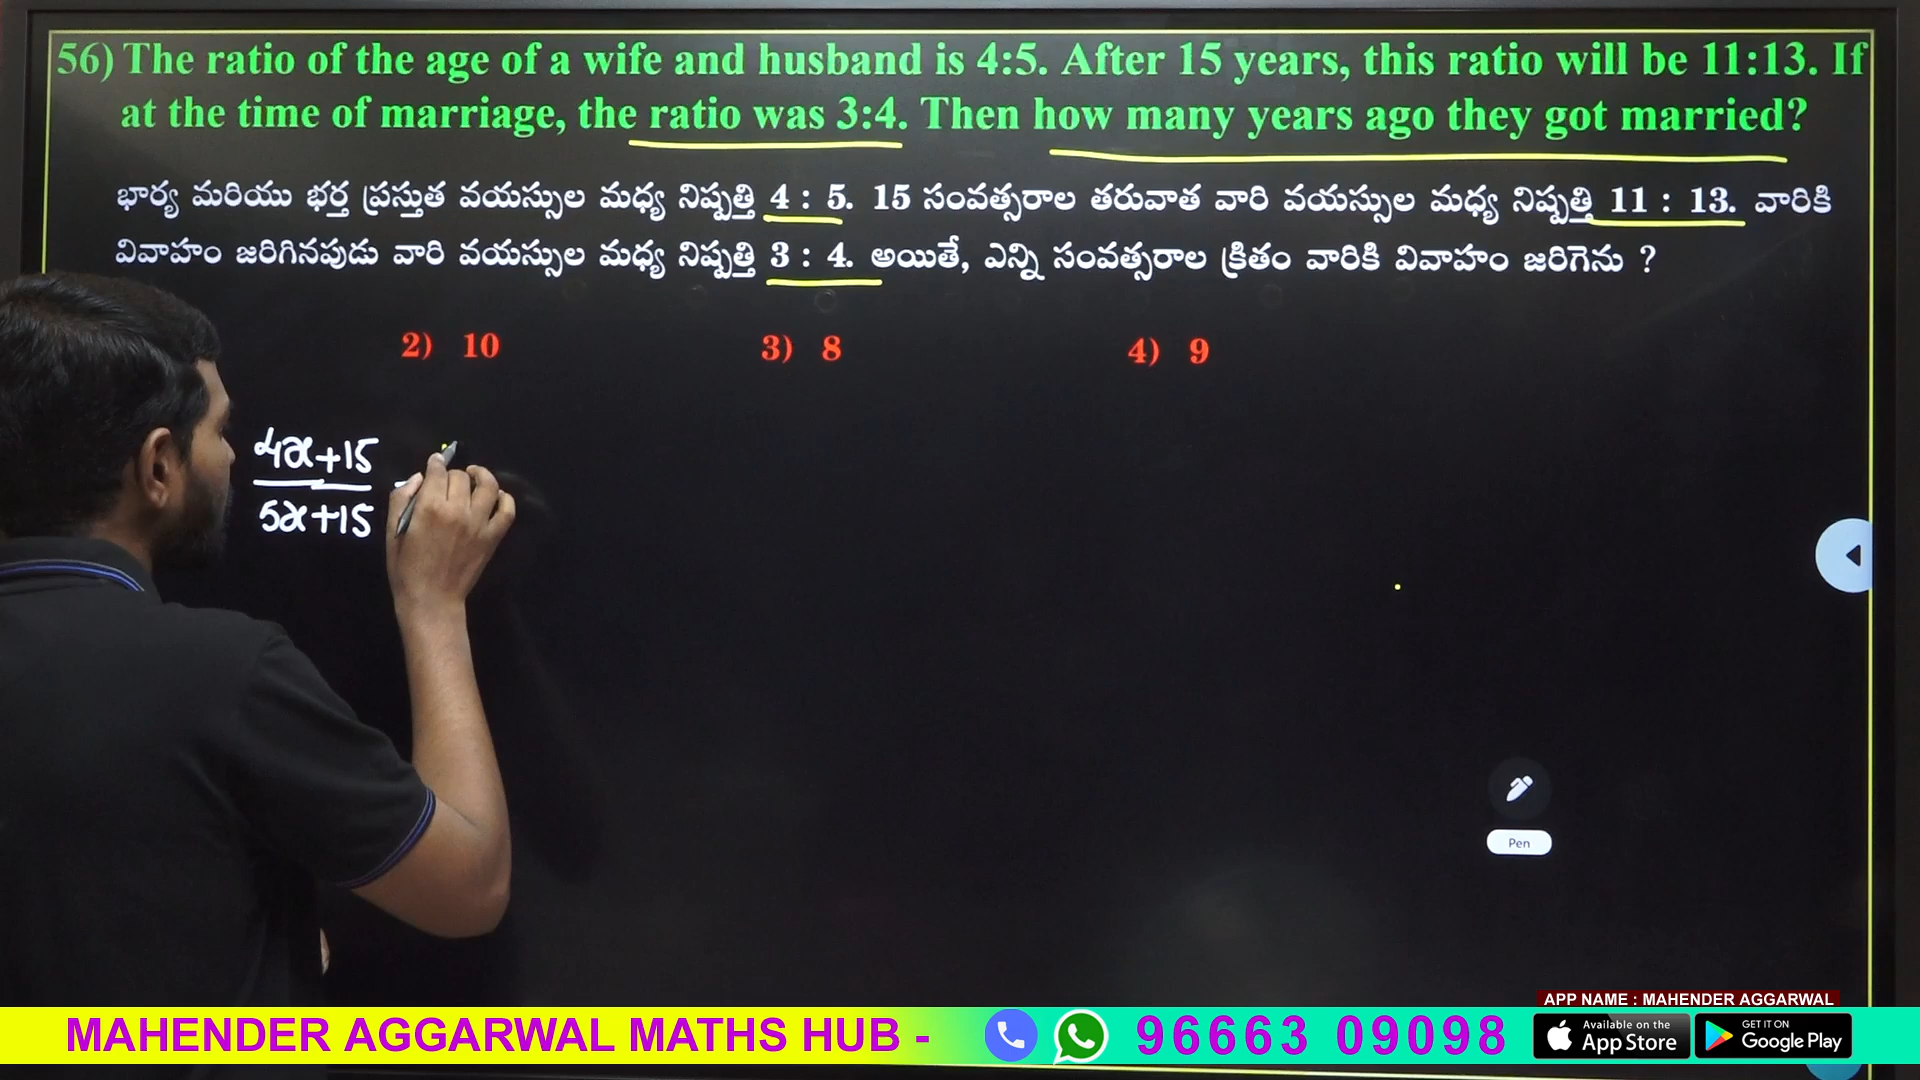 56) The ratio of the age of a wife and husband is 4:5. After 15 years, this ratio will be 11:13. If
at the time of marriage, the ratio was 3:4. Then how many years ago they got married?
భార్య మరియు భర్త ప్రస్తుత వయస్సుల మధ్య నిష్పత్తి 4 : 5. 15 సంవత్సరాల తరువాత వారి వయస్సుల మధ్య నిష్పత్తి 11 : 13. వారికి
వివాహం జరిగినపుడు వారి వయస్సుల మధ్య నిష్పత్తి 3 : 4. అయితే, ఎన్ని సంవత్సరాల క్రితం వారికి వివాహం జరిగెను ?
2) 10 3) 8 4) 9
4x+15
5x+15
Pen
APP NAME : MAHENDER AGGARWAL
MAHENDER AGGARWAL MATHS HUB - 96663 09098
Available on the App Store
GET IT ON Google Play